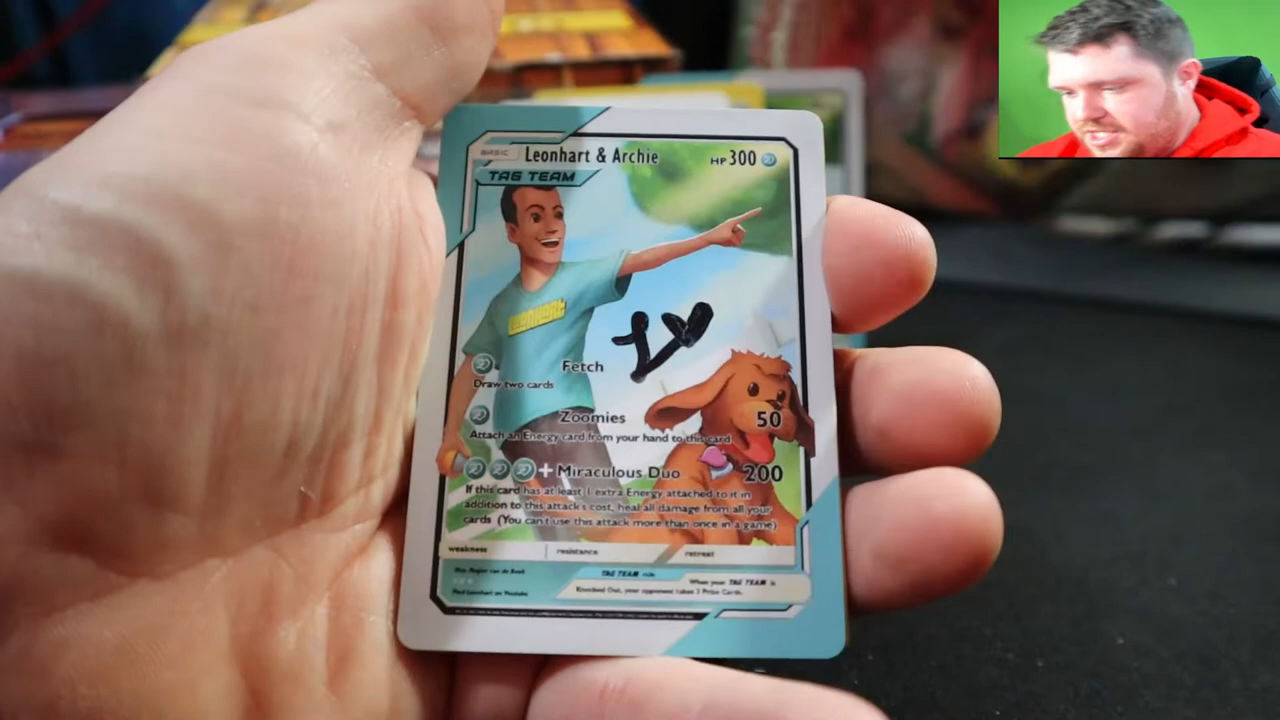 BASIC Leonhart & Archie HP 300
TAG TEAM
LEONHART
Fetch
Draw two cards
Zoomies 50
Attach an Energy card from your hand to this card
+ Miraculous Duo 200
If this card has at least 1 extra Energy attached to it in
addition to this attack's cost, heal all damage from all your
cards (You can't use this attack more than once in a game)
weakness resistance retreat
TAG TEAM rule When your TAG TEAM is
Knocked Out, your opponent takes 3 Prize Cards.